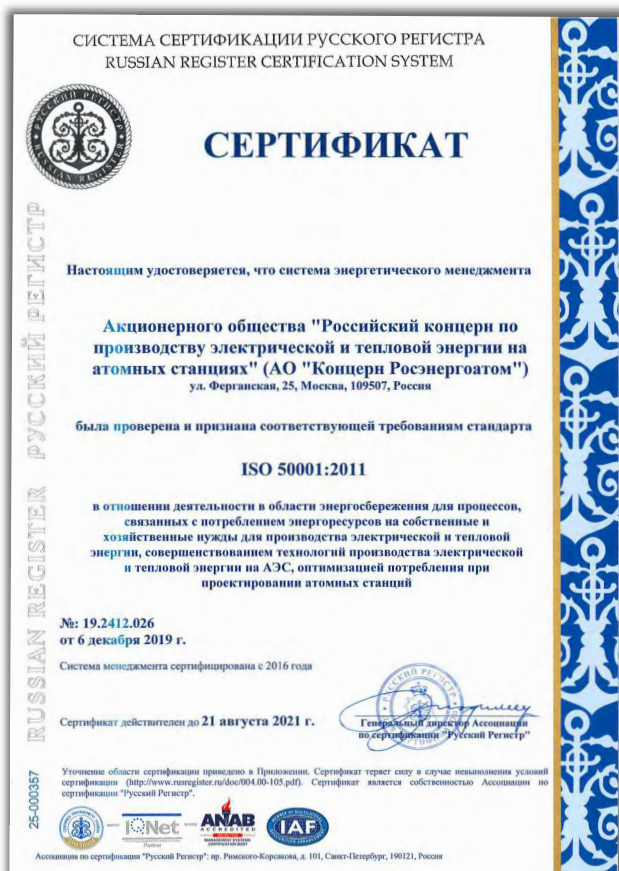 СИСТЕМА СЕРТИФИКАЦИИ РУССКОГО РЕГИСТРА
RUSSIAN REGISTER CERTIFICATION SYSTEM
РУССКИЙ РЕГИСТР
RUSSIAN REGISTER
СЕРТИФИКАТ
RUSSIAN REGISTER РУССКИЙ РЕГИСТР
Настоящим удостоверяется, что система энергетического менеджмента
Акционерного общества "Российский концерн по
производству электрической и тепловой энергии на
атомных станциях" (АО "Концерн Росэнергоатом")
ул. Ферганская, 25, Москва, 109507, Россия
была проверена и признана соответствующей требованиям стандарта
ISO 50001:2011
в отношении деятельности в области энергосбережения для процессов,
связанных с потреблением энергоресурсов на собственные и
хозяйственные нужды для производства электрической и тепловой
энергии, совершенствованием технологий производства электрической
и тепловой энергии на АЭС, оптимизацией потребления при
проектировании атомных станций
№: 19.2412.026
от 6 декабря 2019 г.
Система менеджмента сертифицирована с 2016 года
Сертификат действителен до 21 августа 2021 г.
Генеральный директор Ассоциации
по сертификации "Русский Регистр"
25-000357
Уточнение области сертификации приведено в Приложении. Сертификат теряет силу в случае невыполнения условий
сертификации (http://www.rusregister.ru/doc/004.00-105.pdf). Сертификат является собственностью Ассоциации по
сертификации "Русский Регистр".
IQNet
ANAB
ACCREDITED
MANAGEMENT SYSTEMS
CERTIFICATION BODY
IAF
Ассоциация по сертификации "Русский Регистр": пр. Римского-Корсакова, д. 101, Санкт-Петербург, 190121, Россия